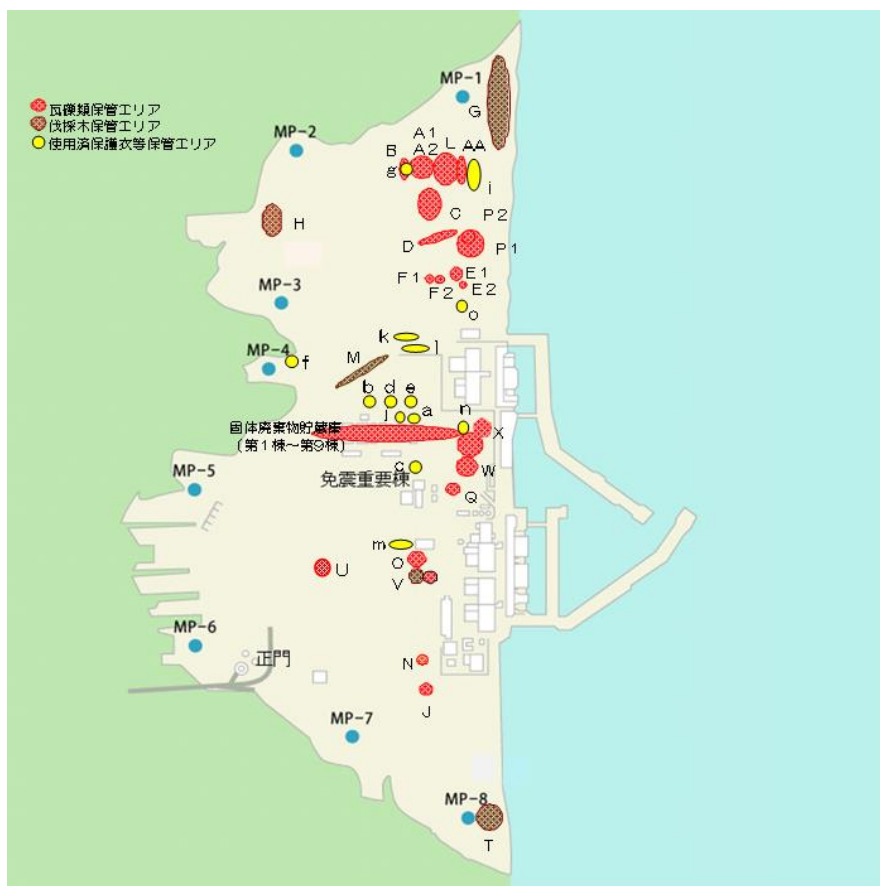 MP-1
瓦礫類保管エリア
G
伐採木保管エリア
A1
MP-2
使用済保護衣等保管エリア
B
A2
L
AA
g
i
C
P2
H
D
P1
E1
F1
F2
E2
MP-3
o
k
l
MP-4
f
M
b
d
e
j
a
n
固体廃棄物貯蔵庫
(第1棟~第9棟)
X
c
W
MP-5
免震重要棟
Q
m
O
U
V
MP-6
正門
N
J
MP-7
MP-8
T